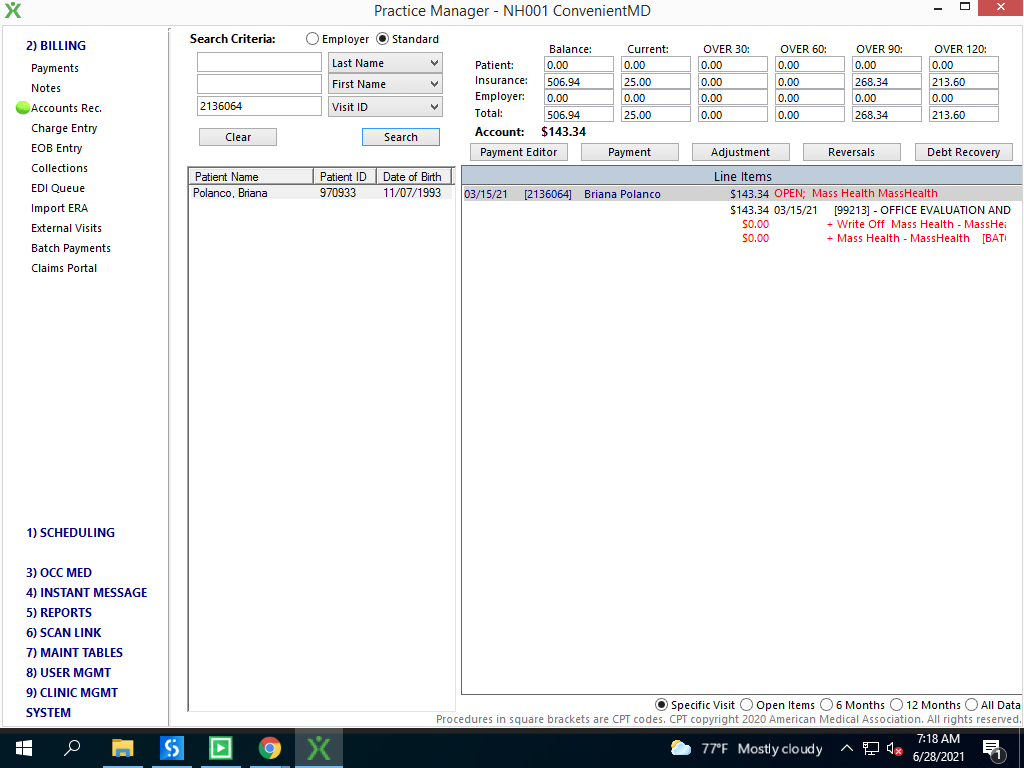 Practice Manager - NH001 ConvenientMD
2) BILLING
Payments
Notes
Accounts Rec.
Charge Entry
EOB Entry
Collections
EDI Queue
Import ERA
External Visits
Batch Payments
Claims Portal
1) SCHEDULING
3) OCC MED
4) INSTANT MESSAGE
5) REPORTS
6) SCAN LINK
7) MAINT TABLES
8) USER MGMT
9) CLINIC MGMT
SYSTEM
Search Criteria: Employer Standard
Last Name
First Name
2136064 Visit ID
Clear Search
Balance: Current: OVER 30: OVER 60: OVER 90: OVER 120:
Patient: 0.00 0.00 0.00 0.00 0.00 0.00
Insurance: 506.94 25.00 0.00 0.00 268.34 213.60
Employer: 0.00 0.00 0.00 0.00 0.00 0.00
Total: 506.94 25.00 0.00 0.00 268.34 213.60
Account: $143.34
Payment Editor Payment Adjustment Reversals Debt Recovery
Patient Name Patient ID Date of Birth
Polanco, Briana 970933 11/07/1993
Line Items
03/15/21 [2136064] Briana Polanco $143.34 OPEN; Mass Health MassHealth
$143.34 03/15/21 [99213] - OFFICE EVALUATION AND
$0.00 + Write Off Mass Health - MassHea
$0.00 + Mass Health - MassHealth [BAT
Specific Visit Open Items 6 Months 12 Months All Data
Procedures in square brackets are CPT codes. CPT copyright 2020 American Medical Association. All rights reserved.
77°F Mostly cloudy
7:18 AM
6/28/2021
1